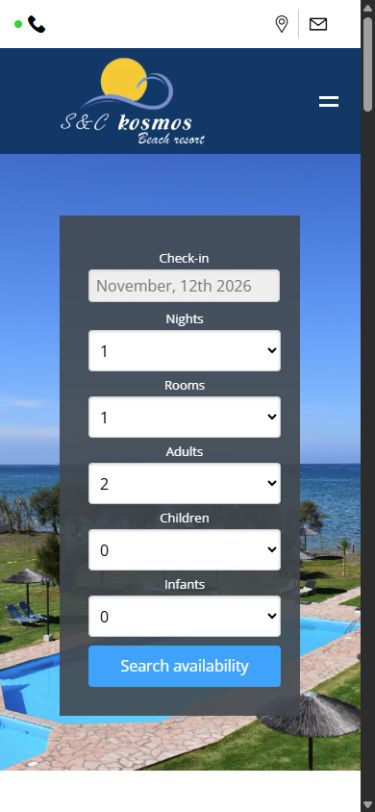 S&C kosmos
Beach resort
Check-in
November, 12th 2026
Nights
1
Rooms
1
Adults
2
Children
0
Infants
0
Search availability